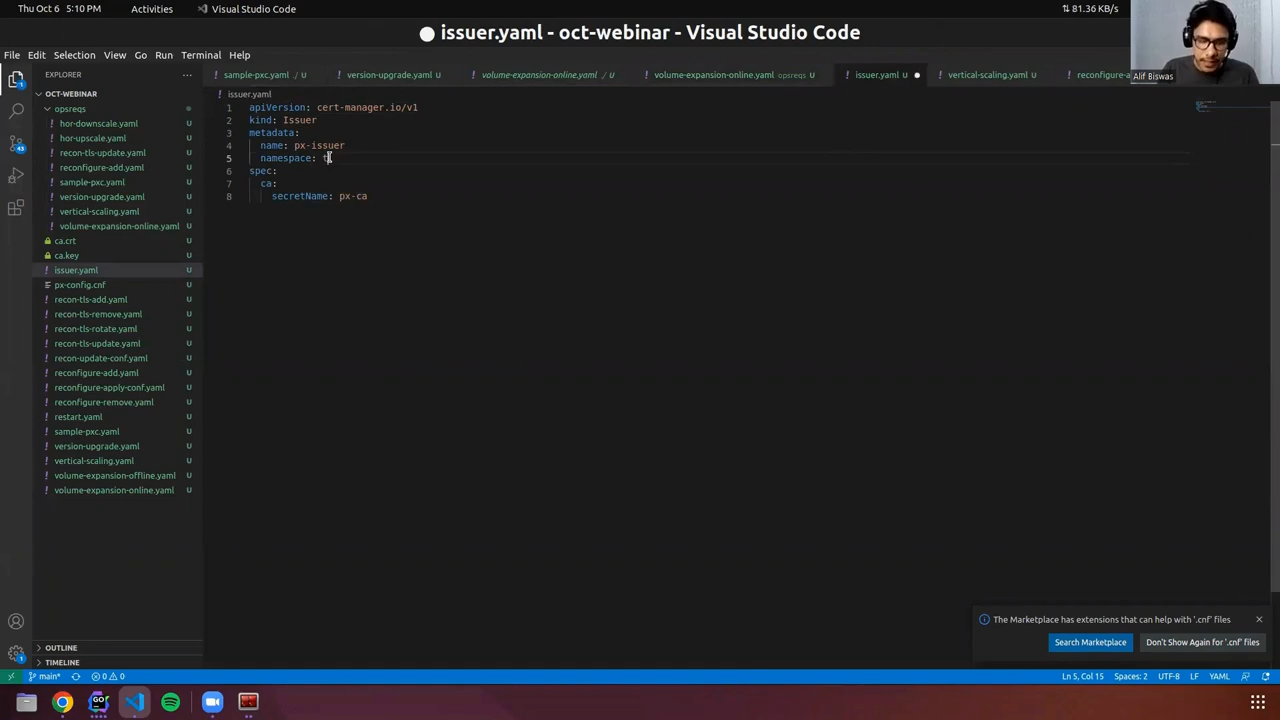 Thu Oct 6 5:10 PM
Activities
Visual Studio Code
81.36 KB/s
issuer.yaml - oct-webinar - Visual Studio Code
File Edit Selection View Go Run Terminal Help
EXPLORER
OCT-WEBINAR
opsreqs
hor-downscale.yaml U
hor-upscale.yaml U
recon-tls-update.yaml U
reconfigure-add.yaml U
sample-pxc.yaml U
version-upgrade.yaml U
vertical-scaling.yaml U
volume-expansion-online.yaml U
ca.crt U
ca.key U
issuer.yaml U
px-config.cnf U
recon-tls-add.yaml U
recon-tls-remove.yaml U
recon-tls-rotate.yaml U
recon-tls-update.yaml U
recon-update-conf.yaml U
reconfigure-add.yaml U
reconfigure-apply-conf.yaml U
reconfigure-remove.yaml U
restart.yaml U
sample-pxc.yaml U
version-upgrade.yaml U
vertical-scaling.yaml U
volume-expansion-offline.yaml U
volume-expansion-online.yaml U
OUTLINE
TIMELINE
sample-pxc.yaml ./ U
version-upgrade.yaml U
volume-expansion-online.yaml ./ U
volume-expansion-online.yaml opsreqs U
issuer.yaml U
vertical-scaling.yaml U
reconfigure-a
Alif Biswas
issuer.yaml
1 apiVersion: cert-manager.io/v1
2 kind: Issuer
3 metadata:
4 name: px-issuer
5 namespace: t
6 spec:
7 ca:
8 secretName: px-ca
The Marketplace has extensions that can help with '.cnf' files
Search Marketplace
Don't Show Again for '.cnf' files
main* 0 0
Ln 5, Col 15 Spaces: 2 UTF-8 LF YAML